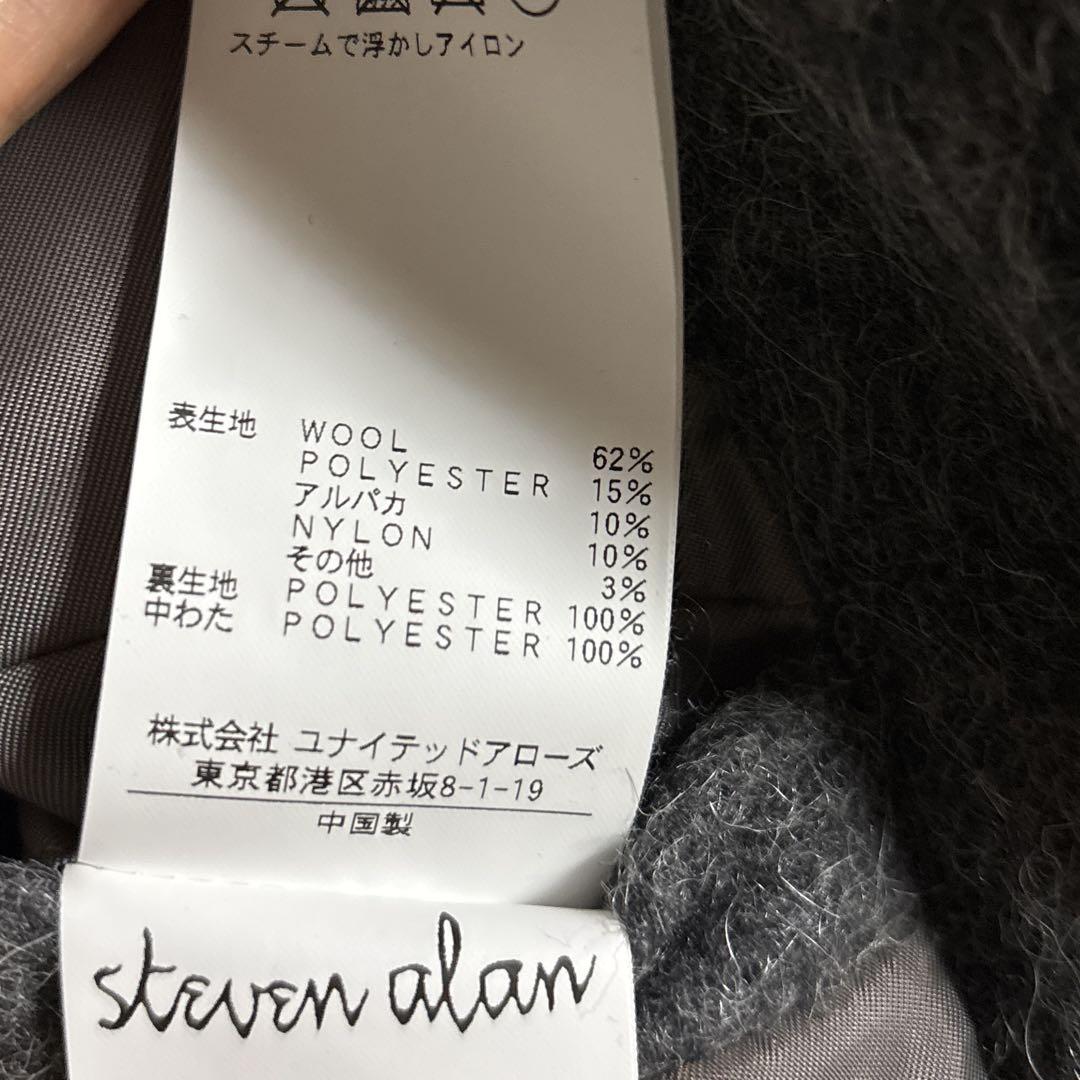 スチームで浮かしアイロン
表生地 WOOL 62%
POLYESTER 15%
アルパカ 10%
NYLON 10%
その他 3%
裏生地 POLYESTER 100%
中わた POLYESTER 100%
株式会社 ユナイテッドアローズ
東京都港区赤坂8-1-19
中国製
steven alan